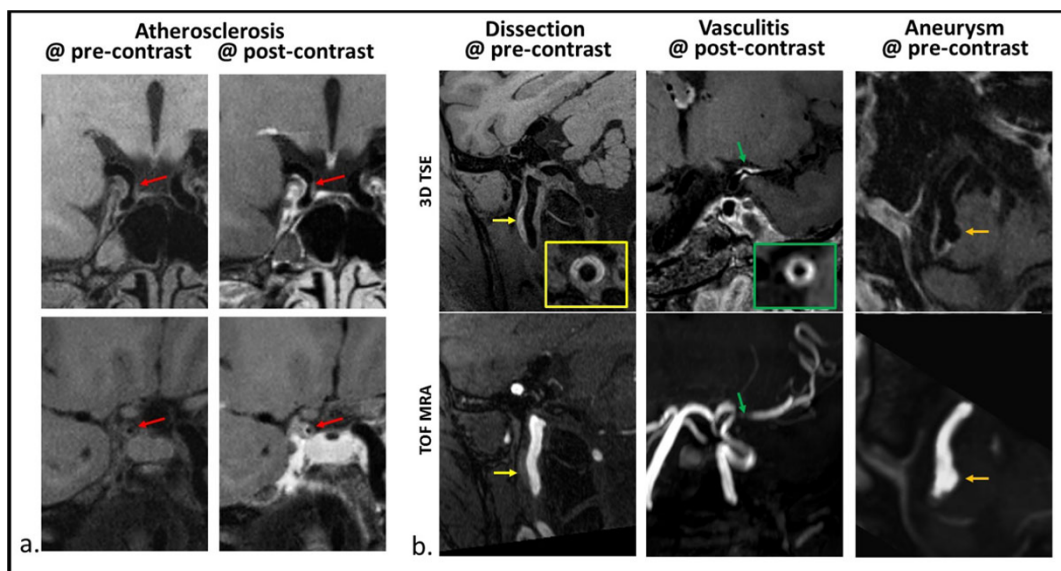 Atherosclerosis
@ pre-contrast @ post-contrast
Dissection
@ pre-contrast
Vasculitis
@ post-contrast
Aneurysm
@ pre-contrast
3D TSE
TOF MRA
a.
b.